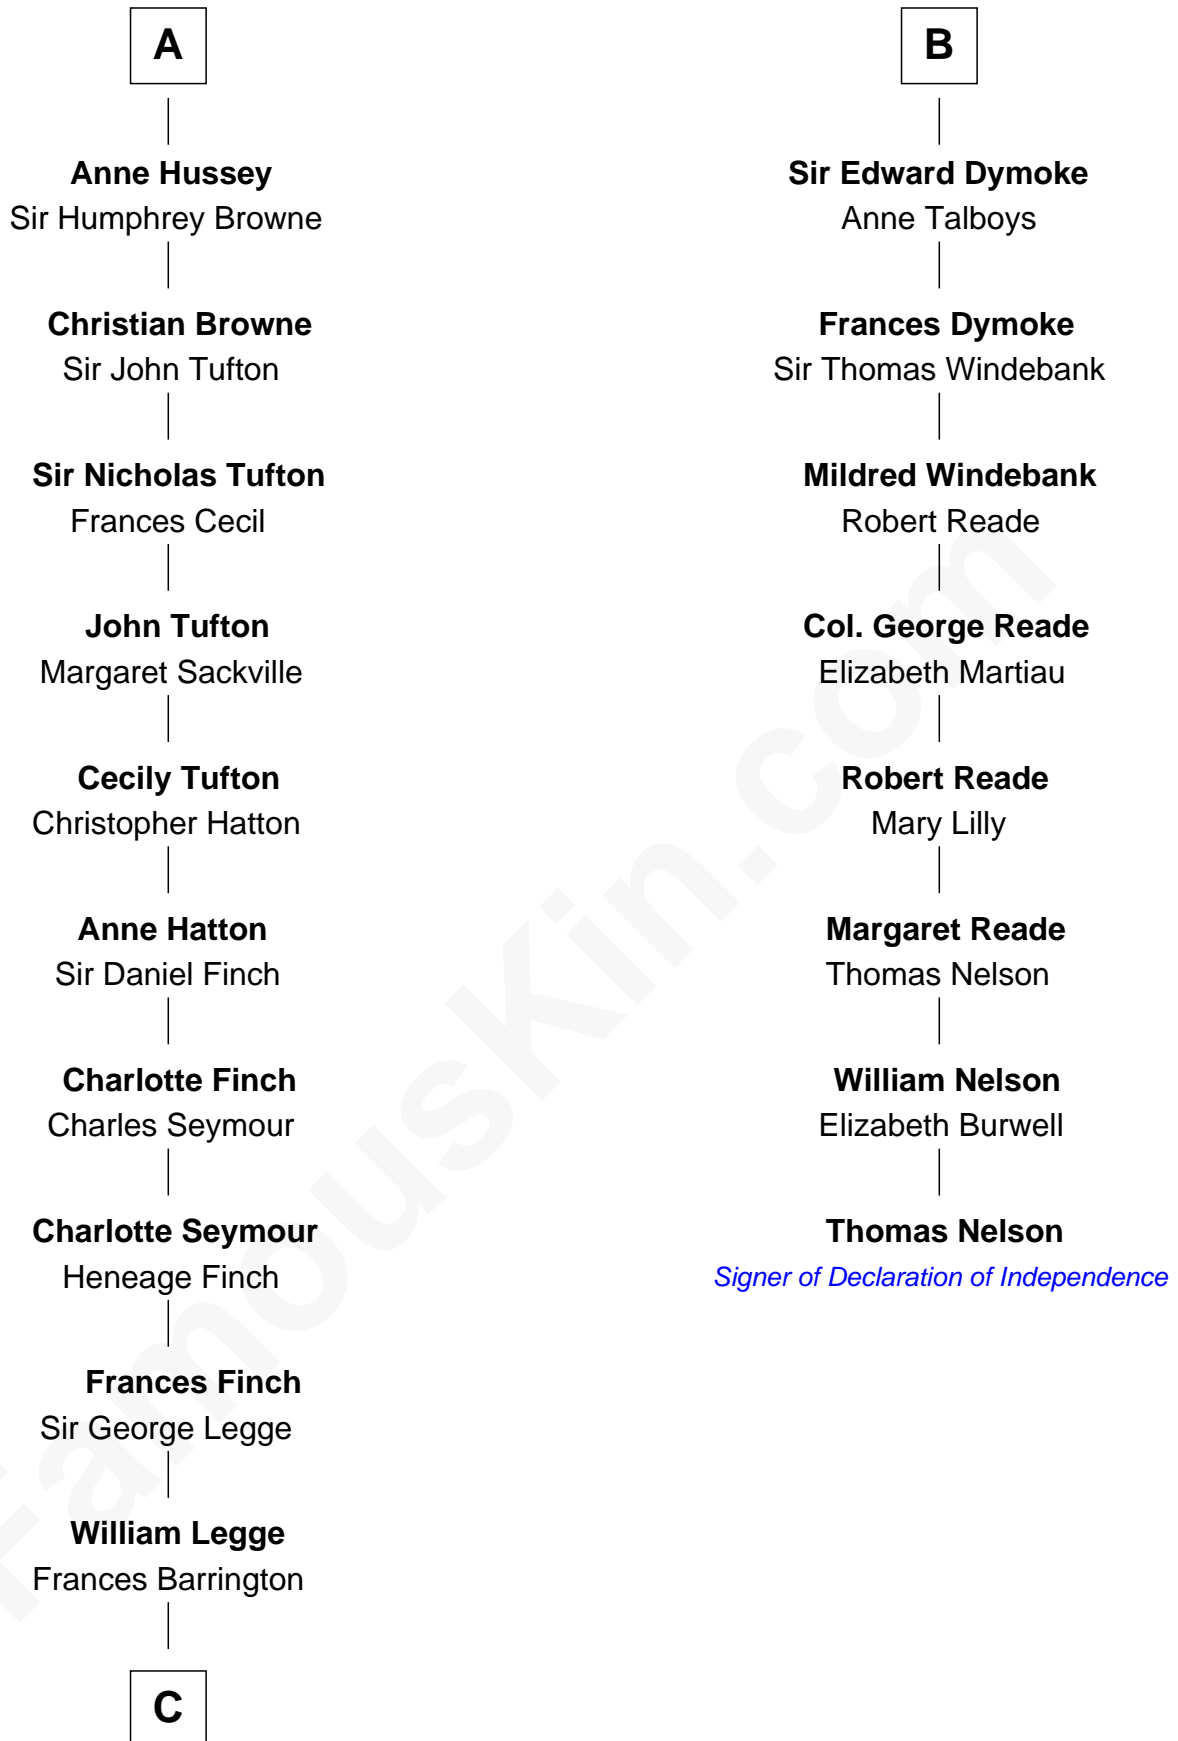 A
Anne Hussey
Sir Humphrey Browne
Christian Browne
Sir John Tufton
Sir Nicholas Tufton
Frances Cecil
John Tufton
Margaret Sackville
Cecily Tufton
Christopher Hatton
Anne Hatton
Sir Daniel Finch
Charlotte Finch
Charles Seymour
Charlotte Seymour
Heneage Finch
Frances Finch
Sir George Legge
William Legge
Frances Barrington
C
B
Sir Edward Dymoke
Anne Talboys
Frances Dymoke
Sir Thomas Windebank
Mildred Windebank
Robert Reade
Col. George Reade
Elizabeth Martiau
Robert Reade
Mary Lilly
Margaret Reade
Thomas Nelson
William Nelson
Elizabeth Burwell
Thomas Nelson
Signer of Declaration of Independence
FamousKin.com